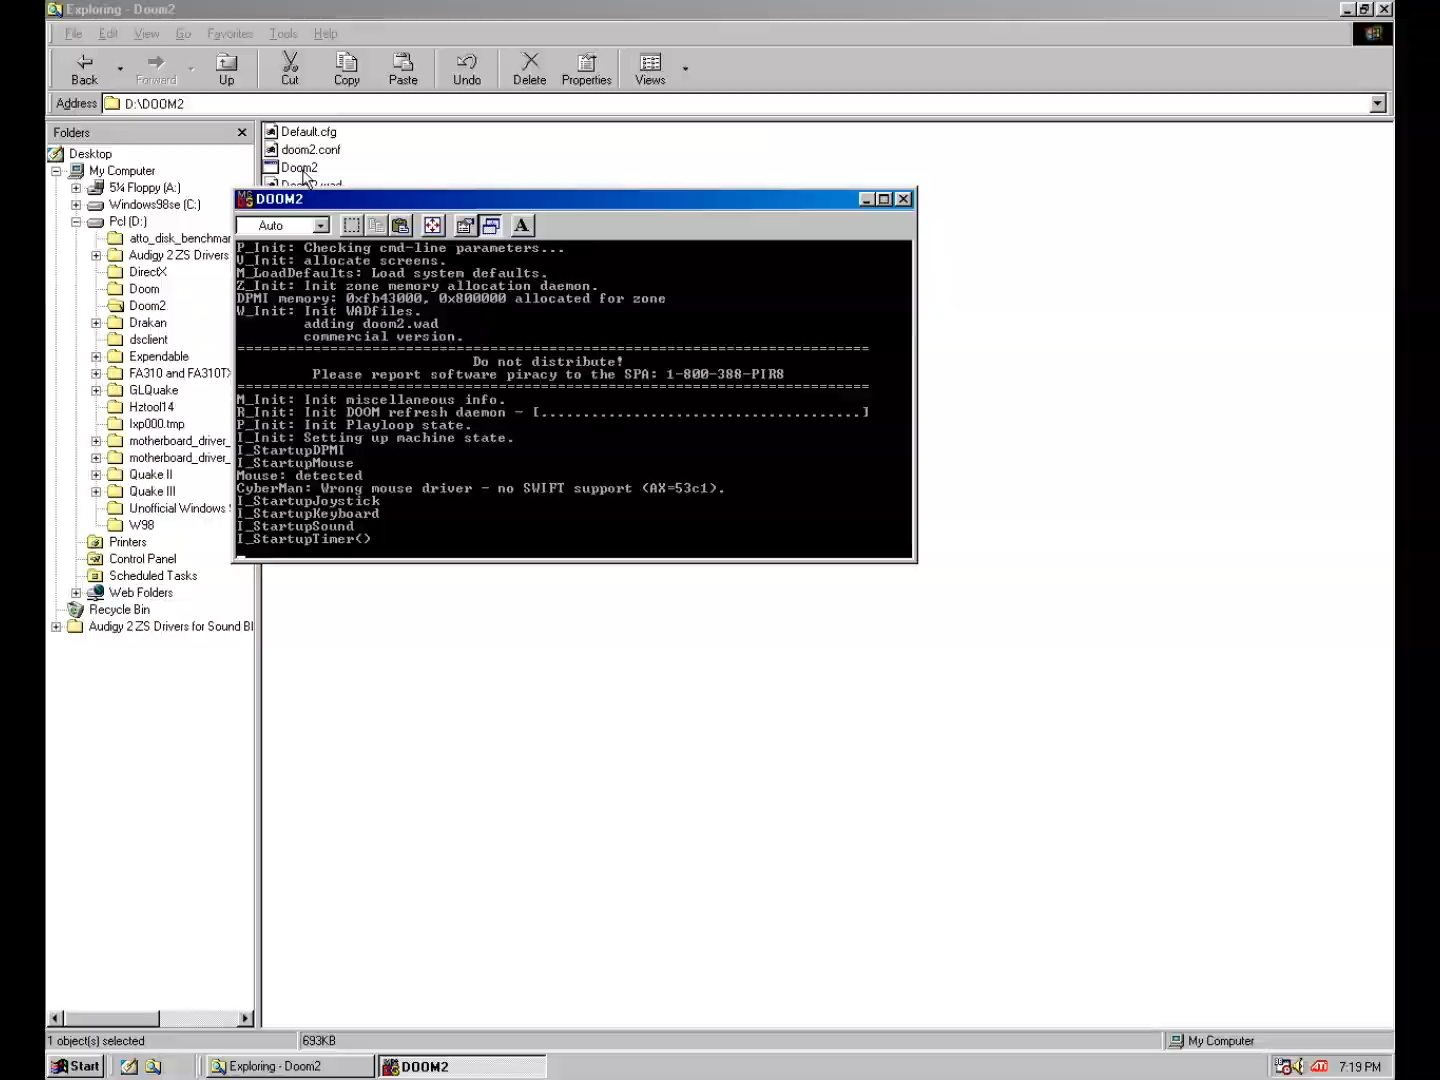 Exploring - Doom2
File Edit View Go Favorites Tools Help
Back Forward Up Cut Copy Paste Undo Delete Properties Views
Address D:\DOOM2
Folders
Desktop
My Computer
5¼ Floppy (A:)
Windows98se (C:)
Pcl (D:)
atto_disk_benchmar
Audigy 2 ZS Drivers
DirectX
Doom
Doom2
Drakan
dsclient
Expendable
FA310 and FA310TX
GLQuake
Hztool14
Ixp000.tmp
motherboard_driver_
motherboard_driver_
Quake II
Quake III
Unofficial Windows
W98
Printers
Control Panel
Scheduled Tasks
Web Folders
Recycle Bin
Audigy 2 ZS Drivers for Sound Bl
Default.cfg
doom2.conf
Doom2
Doom2.wad
DOOM2
Auto
A
P_Init: Checking cmd-line parameters...
V_Init: allocate screens.
M_LoadDefaults: Load system defaults.
Z_Init: Init zone memory allocation daemon.
DPMI memory: 0xfb43000, 0x800000 allocated for zone
W_Init: Init WADfiles.
adding doom2.wad
commercial version.
===========================================================================
Do not distribute!
Please report software piracy to the SPA: 1-800-388-PIR8
===========================================================================
M_Init: Init miscellaneous info.
R_Init: Init DOOM refresh daemon - [......................................]
P_Init: Init Playloop state.
I_Init: Setting up machine state.
I_StartupDPMI
I_StartupMouse
Mouse: detected
CyberMan: Wrong mouse driver - no SWIFT support (AX=53c1).
I_StartupJoystick
I_StartupKeyboard
I_StartupSound
I_StartupTimer()
1 object(s) selected 693KB My Computer
Start Exploring - Doom2 DOOM2 ATI 7:19 PM